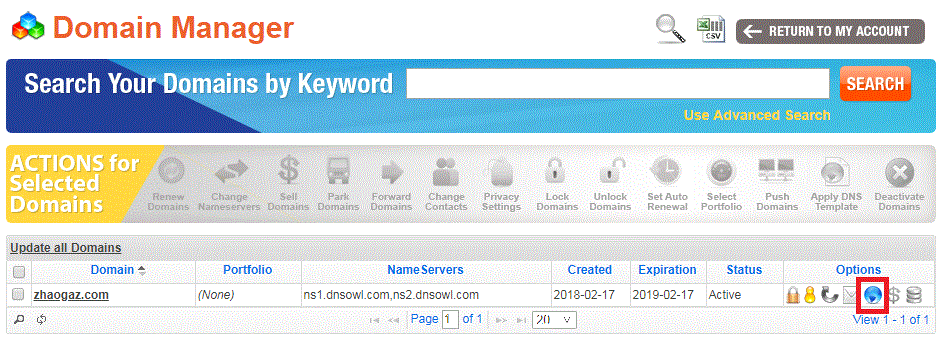 Domain Manager
CSV
RETURN TO MY ACCOUNT
Search Your Domains by Keyword
SEARCH
Use Advanced Search
ACTIONS for
Selected
Domains
Renew
Domains
Change
Nameservers
Sell
Domains
Park
Domains
Forward
Domains
Change
Contacts
Privacy
Settings
Lock
Domains
Unlock
Domains
Set Auto
Renewal
Select
Portfolio
Push
Domains
Apply DNS
Template
Deactivate
Domains
Update all Domains
Domain Portfolio NameServers Created Expiration Status Options
zhaogaz.com (None) ns1.dnsowl.com,ns2.dnsowl.com 2018-02-17 2019-02-17 Active
Page 1 of 1 20 View 1 - 1 of 1